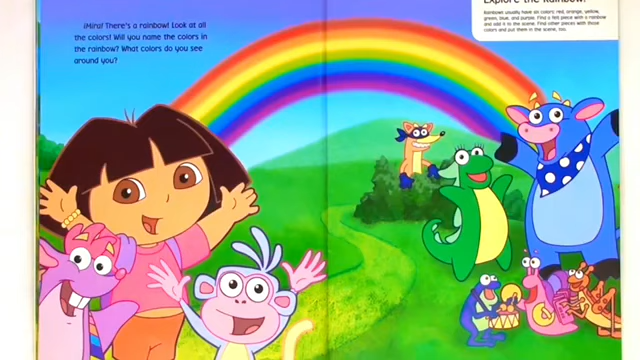 ¡Mira! There's a rainbow! Look at all
the colors! Will you name the colors in
the rainbow? What colors do you see
around you?
Explore the Rainbow!
Rainbows usually have six colors: red, orange, yellow,
green, blue, and purple. Find a felt piece with a rainbow
and add it to the scene. Find other pieces with those
colors and put them in the scene, too.